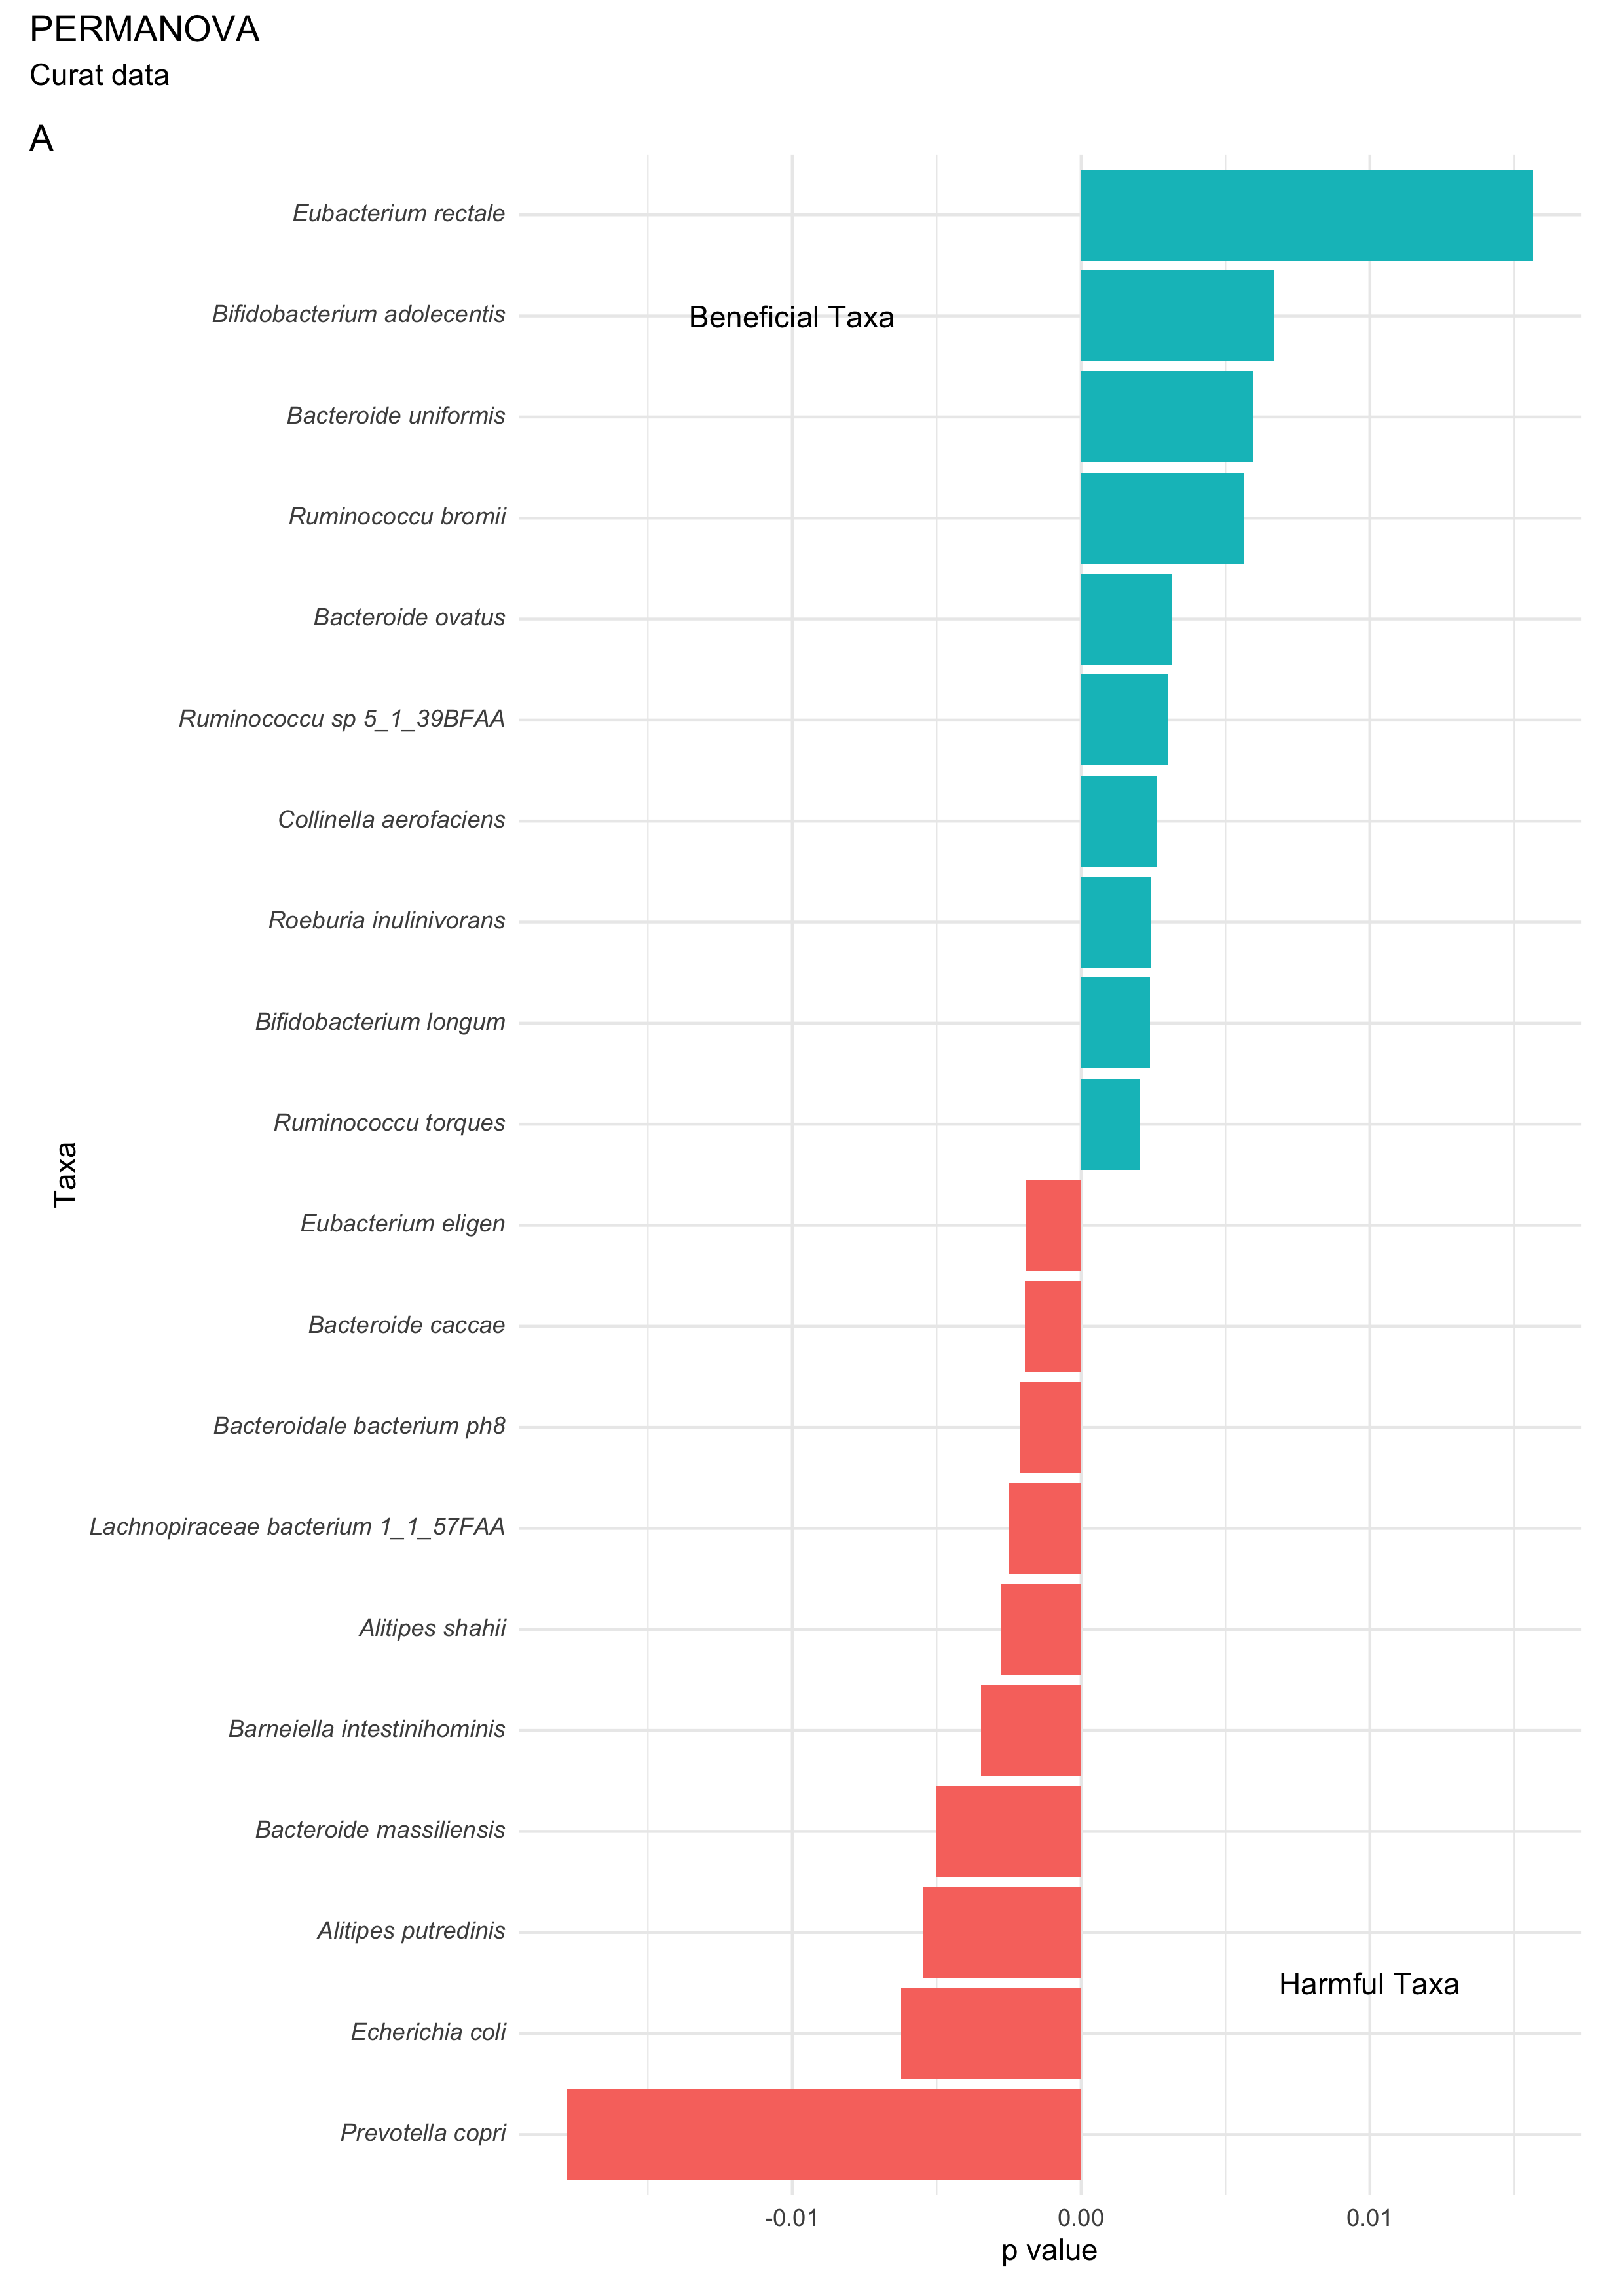 PERMANOVA
Curat data
A
Eubacterium rectale
Bifidobacterium adolecentis
Beneficial Taxa
Bacteroide uniformis
Ruminococcu bromii
Bacteroide ovatus
Ruminococcu sp 5_1_39BFAA
Collinella aerofaciens
Roeburia inulinivorans
Bifidobacterium longum
Ruminococcu torques
Taxa
Eubacterium eligen
Bacteroide caccae
Bacteroidale bacterium ph8
Lachnopiraceae bacterium 1_1_57FAA
Alitipes shahii
Barneiella intestinihominis
Bacteroide massiliensis
Alitipes putredinis
Harmful Taxa
Echerichia coli
Prevotella copri
-0.01 0.00 0.01
p value